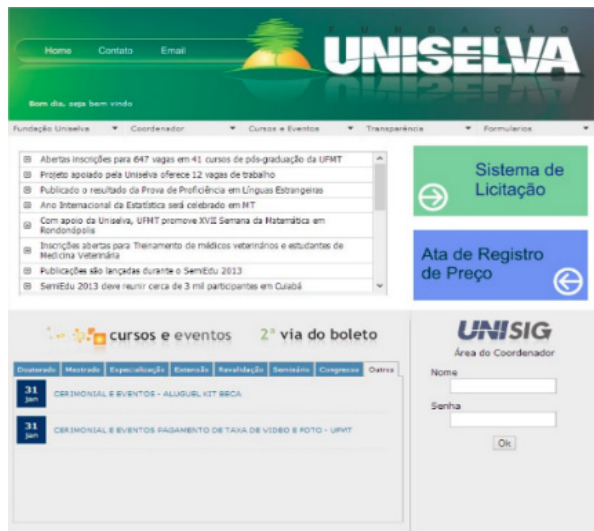 FUNDAÇÃO
Home Contato Email
UNISELVA
Bom dia, seja bem vindo
Fundação Uniselva Coordenador Cursos e Eventos Transparência Formularios
Abertas inscrições para 647 vagas em 41 cursos de pós-graduação da UFMT
Projeto apoiado pela Uniselva oferece 12 vagas de trabalho
Publicado o resultado da Prova de Proficiência em Línguas Estrangeiras
Ano Internacional da Estatística será celebrado em MT
Com apoio da Uniselva, UFMT promove XVII Semana da Matemática em
Rondonópolis
Inscrições abertas para Treinamento de médicos veterinários e estudantes de
Medicina Veterinária
Publicações são lançadas durante o SemiEdu 2013
SemiEdu 2013 deve reunir cerca de 3 mil participantes em Cuiabá
Sistema de
Licitação
Ata de Registro
de Preço
cursos e eventos 2ª via do boleto
Doutorado Mestrado Especialização Extensão Revalidação Seminário Congresso Outros
31
jan
CERIMONIAL E EVENTOS - ALUGUEL KIT BECA
31
jan
CERIMONIAL E EVENTOS PAGAMENTO DE TAXA DE VIDEO E FOTO - UFMT
UNISIG
Área do Coordenador
Nome
Senha
Ok